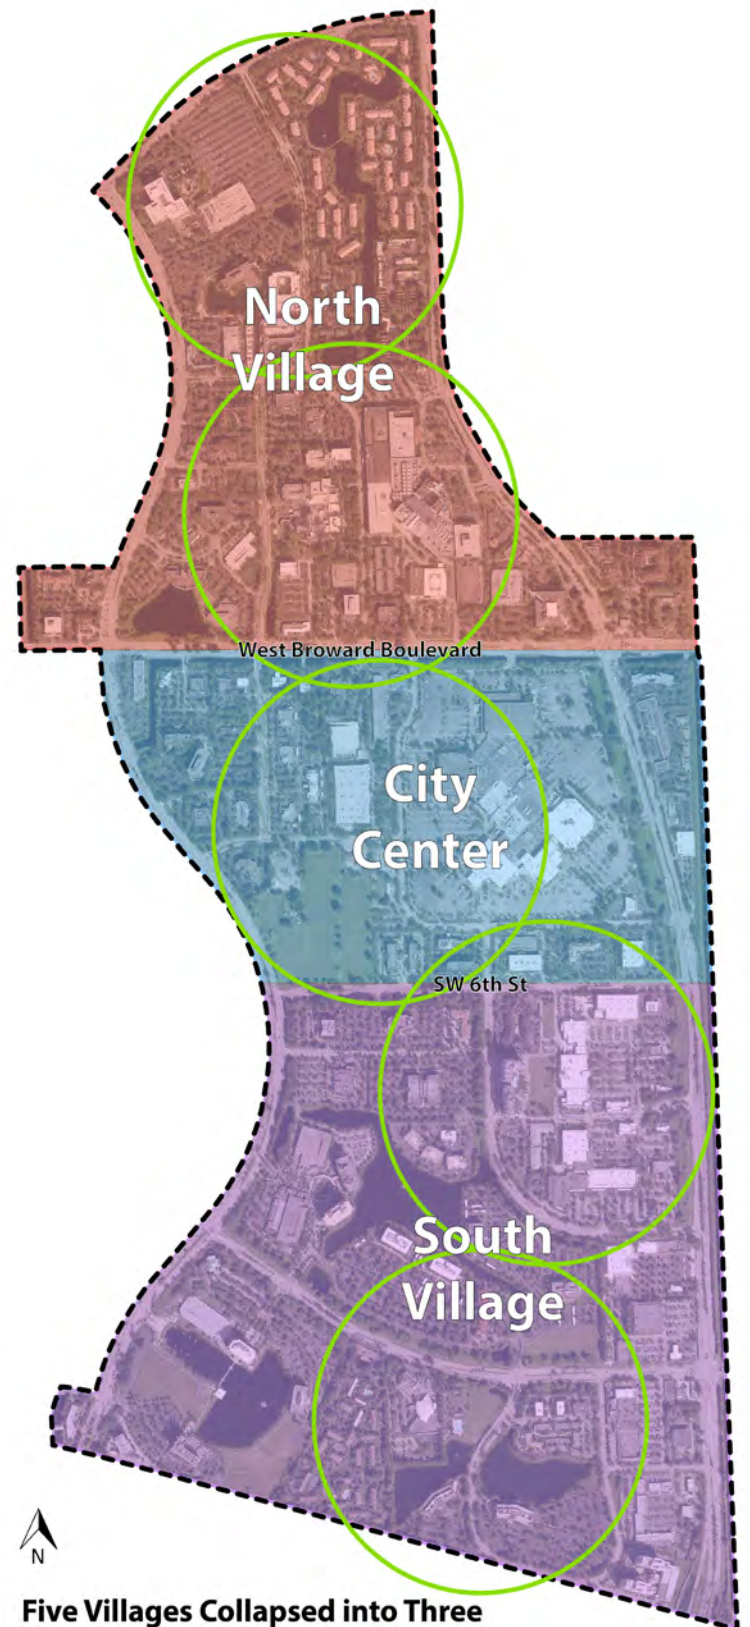 North
Village
West Broward Boulevard
City
Center
SW 6th St
South
Village
N
Five Villages Collapsed into Three